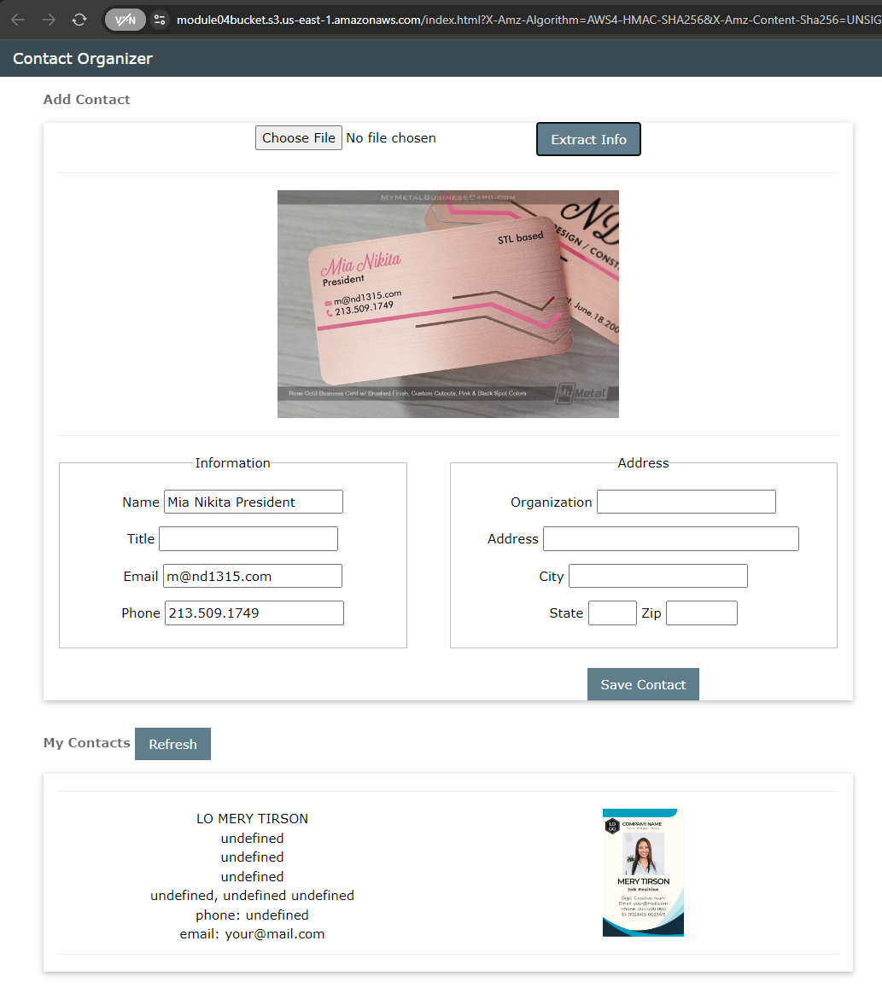 module04bucket.s3.us-east-1.amazonaws.com/index.html?X-Amz-Algorithm=AWS4-HMAC-SHA256&X-Amz-Content-Sha256=UNSIG
Contact Organizer
Add Contact
Choose File No file chosen
Extract Info
MYMETALBUSINESSCARD.COM
STL based
Mia Nikita
President
m@nd1315.com
213.509.1749
ND
ESIGN / CONST
t. June.18.200
Rose Gold Business Card w/ Brushed Finish, Custom Cutouts, Pink & Black Spot Colors
MyMetal
Information
Name Mia Nikita President
Title
Email m@nd1315.com
Phone 213.509.1749
Address
Organization
Address
City
State Zip
Save Contact
My Contacts Refresh
LO MERY TIRSON
undefined
undefined
undefined
undefined, undefined undefined
phone: undefined
email: your@mail.com
LO
GO
COMPANY NAME
MERY TIRSON
Job Position
Dept: Creative Team
Email: your@mail.com
Phone: 000 000 000
ID: 0023415 0023415